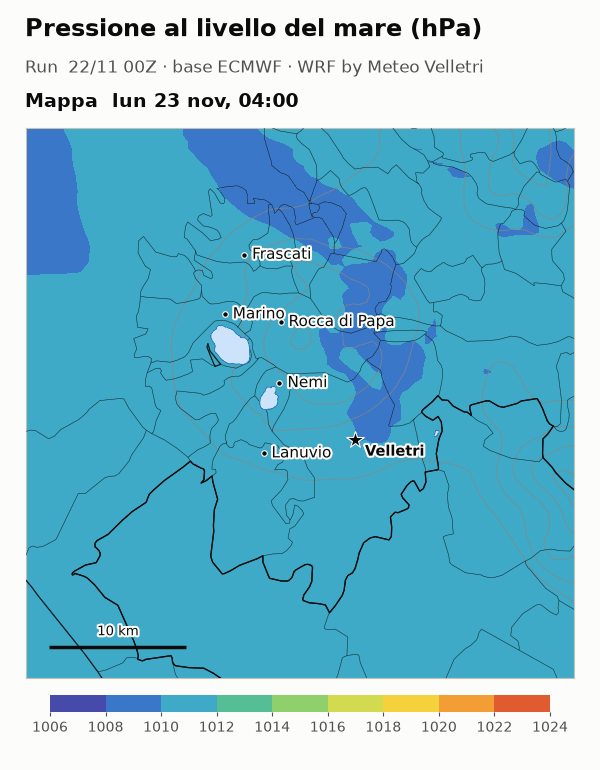 Pressione al livello del mare (hPa)
Run  22/11 00Z · base ECMWF · WRF by Meteo Velletri
Mappa  lun 23 nov, 04:00
Frascati
Marino
Rocca di Papa
Nemi
Velletri
Lanuvio
10 km
1006 1008 1010 1012 1014 1016 1018 1020 1022 1024